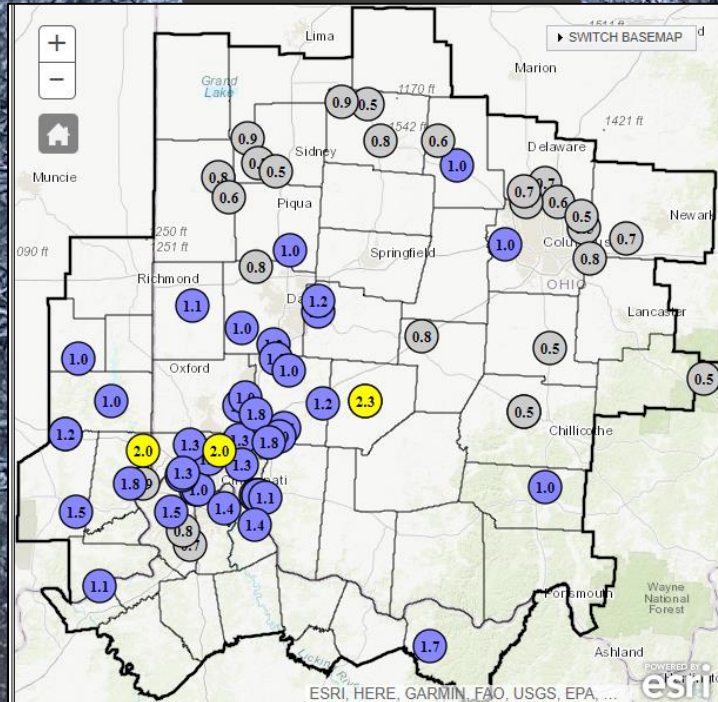 +
−
Lima
1511 ft
▸ SWITCH BASEMAP
Grand
Lake
Marion
0.9
0.5
1170 ft
1421 ft
0.9
Sidney
1542 ft
0.8
0.6
Delaware
Muncie
0.5
1.0
0.8
0.6
Piqua
0.7
0.6
0.5
Newark
250 ft
251 ft
090 ft
1.0
Springfield
1.0
0.7
0.8
0.8
Richmond
OHIO
1.1
1.2
Lancaster
1.0
0.8
0.5
1.0
Oxford
1.0
0.5
1.0
1.2
2.3
0.5
1.8
Chillicothe
1.2
2.0
1.3
2.0
1.8
1.3
1.3
1.8
1.0
1.1
1.0
1.5
1.5
1.4
1.4
0.8
1.1
Portsmouth
Wayne
National
Forest
1.7
Ashland
Licking
POWERED BY
esri
ESRI, HERE, GARMIN, FAO, USGS, EPA, ...